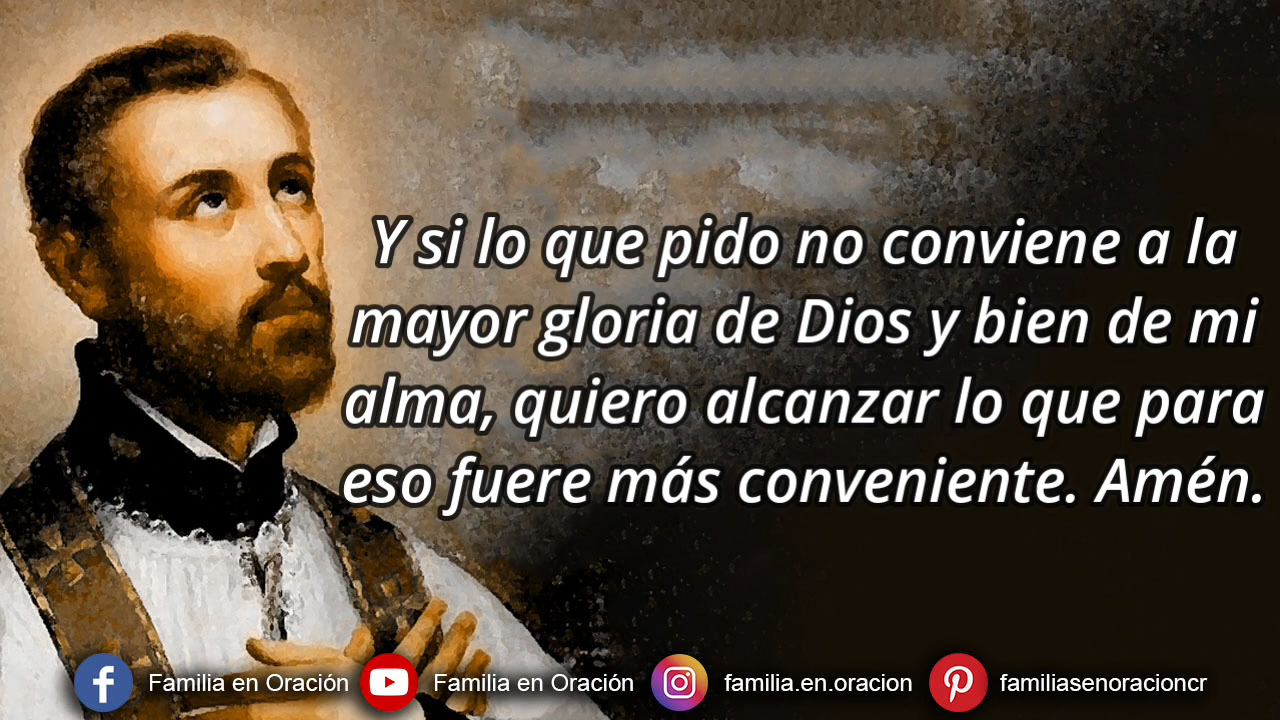 Y si lo que pido no conviene a la
mayor gloria de Dios y bien de mi
alma, quiero alcanzar lo que para
eso fuere más conveniente. Amén.
Familia en Oración Familia en Oración familia.en.oracion familiasenoracioncr